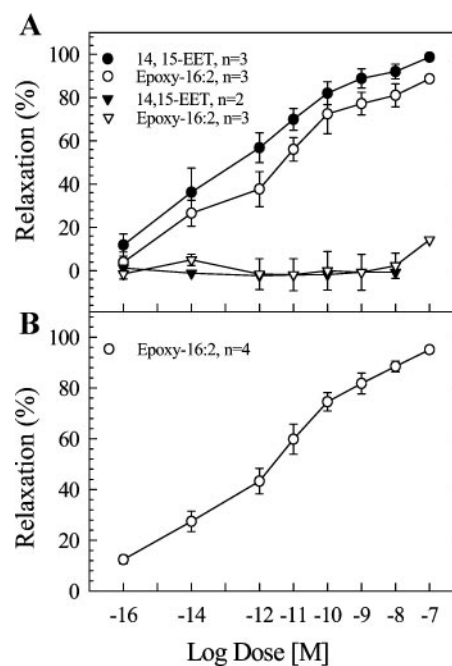 A
14, 15-EET, n=3
Epoxy-16:2, n=3
14,15-EET, n=2
Epoxy-16:2, n=3
Relaxation (%)
100
80
60
40
20
0
B
Epoxy-16:2, n=4
Relaxation (%)
100
80
60
40
20
0
-16 -14 -12 -11 -10 -9 -8 -7
Log Dose [M]